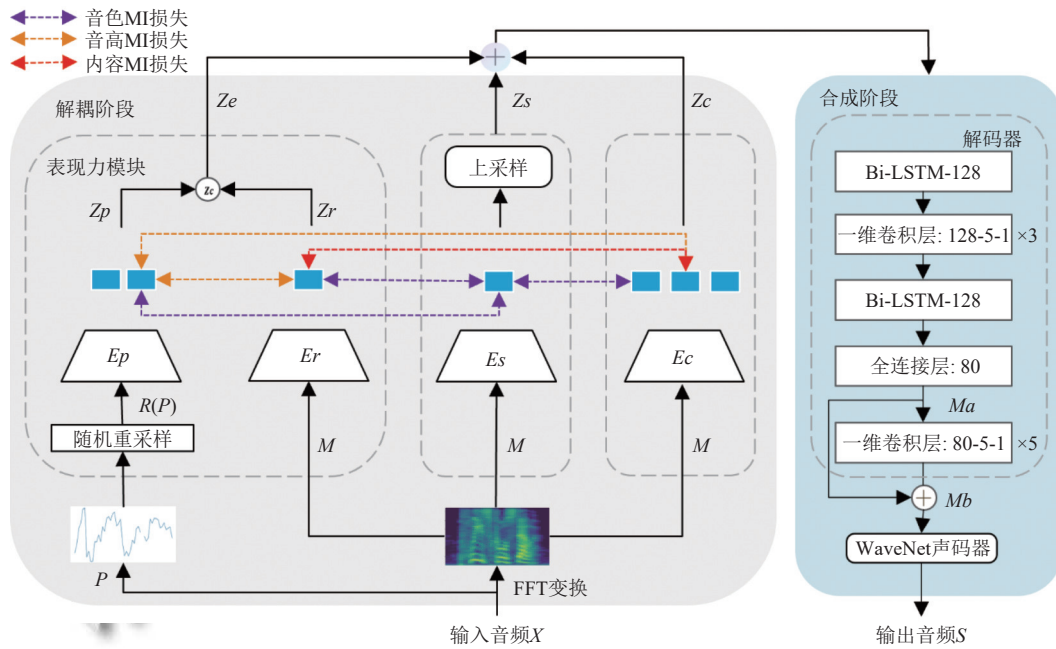 音色MI损失
音高MI损失
内容MI损失
解耦阶段
Ze
Zs
Zc
表现力模块
上采样
Zp
zc
Zr
Ep
Er
Es
Ec
R(P)
随机重采样
M
M
M
P
FFT变换
输入音频X
合成阶段
解码器
Bi-LSTM-128
一维卷积层: 128-5-1 ×3
Bi-LSTM-128
全连接层: 80
Ma
一维卷积层: 80-5-1 ×5
Mb
WaveNet声码器
输出音频S